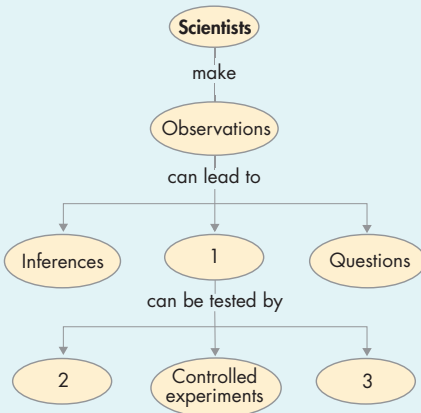 Scientists
make
Observations
can lead to
Inferences
1
Questions
can be tested by
2
Controlled
experiments
3